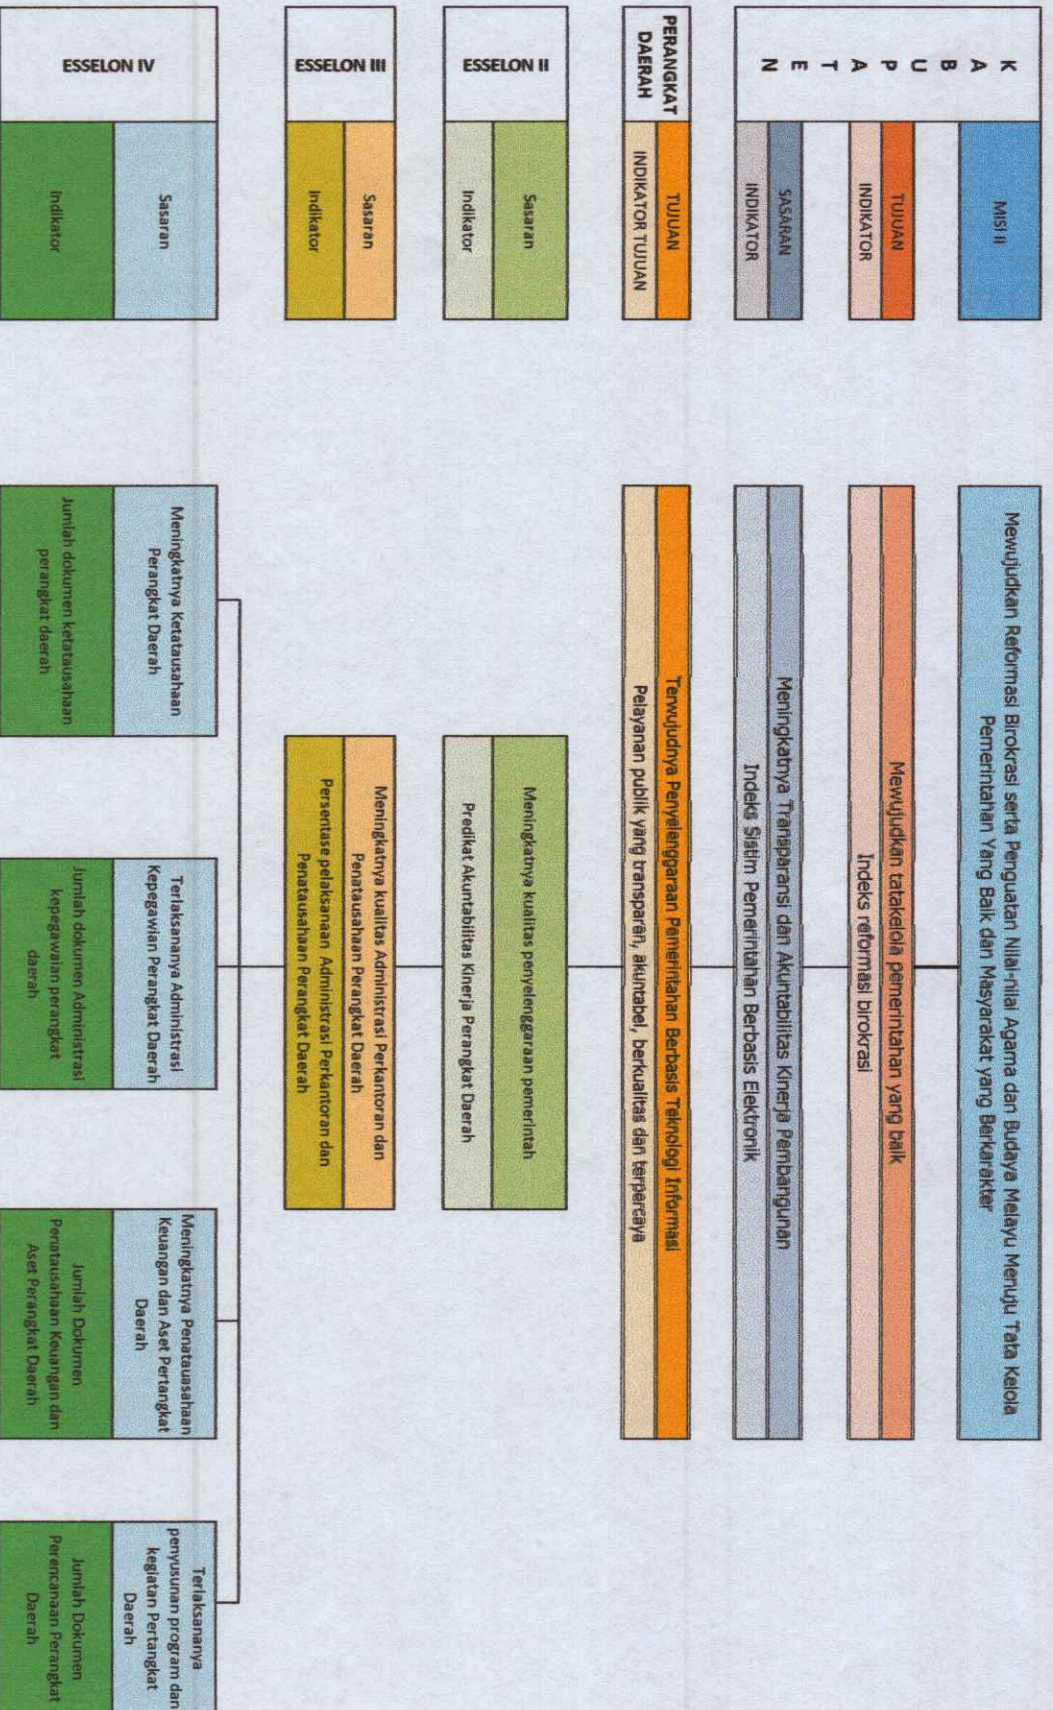 K
A
B
U
P
A
T
E
N
MISI II
Mewujudkan Reformasi Birokrasi serta Penguatan Nilai-nilai Agama dan Budaya Melayu Menuju Tata Kelola
Pemerintahan Yang Baik dan Masyarakat yang Berkarakter
TUJUAN
Mewujudkan tatakelola pemerintahan yang baik
INDIKATOR
Indeks reformasi birokrasi
SASARAN
Meningkatnya Transparansi dan Akuntabilitas Kinerja Pembangunan
INDIKATOR
Indeks Sistim Pemerintahan Berbasis Elektronik
PERANGKAT
DAERAH
TUJUAN
Terwujudnya Penyelenggaraan Pemerintahan Berbasis Teknologi Informasi
INDIKATOR TUJUAN
Pelayanan publik yang transparan, akuntabel, berkualitas dan terpercaya
ESSELON II
Sasaran
Meningkatnya kualitas penyelenggaraan pemerintah
Indikator
Predikat Akuntabilitas Kinerja Perangkat Daerah
ESSELON III
Sasaran
Meningkatnya kualitas Administrasi Perkantoran dan
Penatausahaan Perangkat Daerah
Indikator
Persentase pelaksanaan Administrasi Perkantoran dan
Penatausahaan Perangkat Daerah
ESSELON IV
Sasaran
Meningkatnya Ketatausahaan
Perangkat Daerah
Terlaksananya Administrasi
Kepegawian Perangkat Daerah
Meningkatnya Penatauasahaan
Keuangan dan Aset Pertangkat
Daerah
Terlaksananya
penyusunan program dan
kegiatan Pertangkat
Daerah
Indikator
Jumlah dokumen ketatausahaan
perangkat daerah
Jumlah dokumen Administrasi
kepegawaian perangkat
daerah
Jumlah Dokumen
Penatausahaan Keuangan dan
Aset Perangkat Daerah
Jumlah Dokumen
Perencanaan Perangkat
Daerah